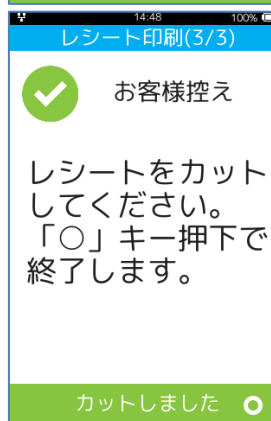 14:48 100%
レシート印刷(3/3)
お客様控え
レシートをカット
してください。
「○」キー押下で
終了します。
カットしました